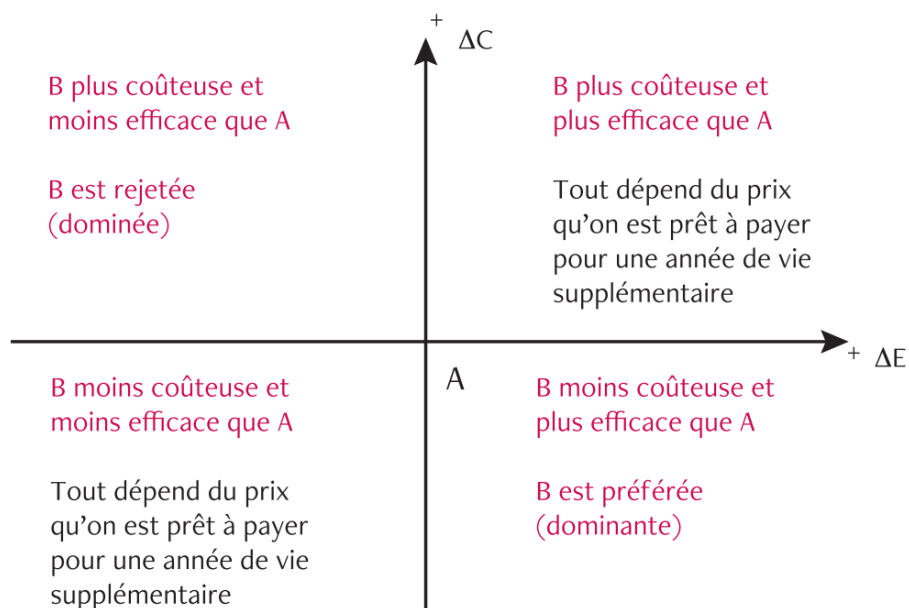 +
ΔC
B plus coûteuse et
moins efficace que A
B est rejetée
(dominée)
B plus coûteuse et
plus efficace que A
Tout dépend du prix
qu’on est prêt à payer
pour une année de vie
supplémentaire
+
ΔE
A
B moins coûteuse et
moins efficace que A
Tout dépend du prix
qu’on est prêt à payer
pour une année de vie
supplémentaire
B moins coûteuse et
plus efficace que A
B est préférée
(dominante)